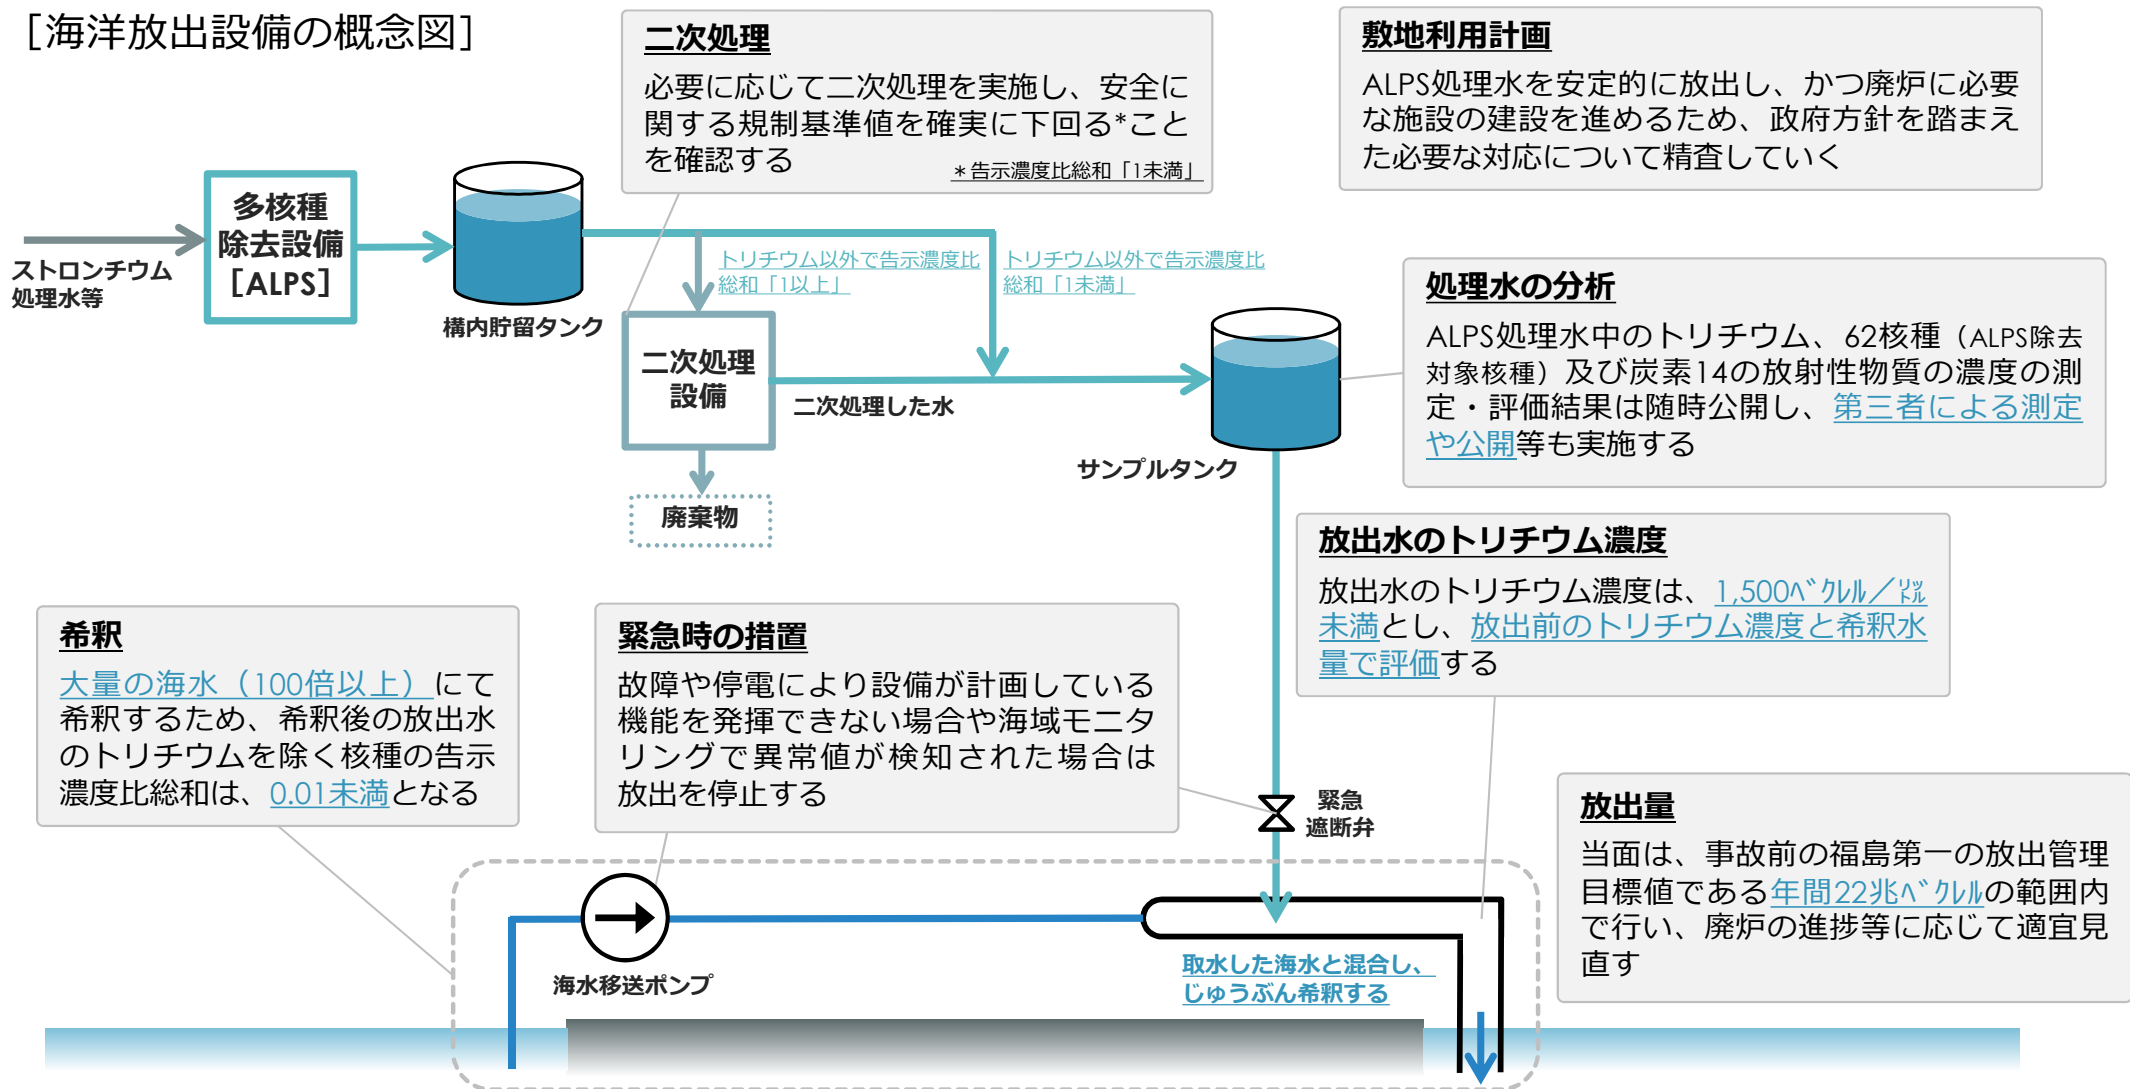 ［海洋放出設備の概念図］
二次処理
必要に応じて二次処理を実施し、安全に
関する規制基準値を確実に下回る*こと
を確認する
＊告示濃度比総和「1未満」
敷地利用計画
ALPS処理水を安定的に放出し、かつ廃炉に必要
な施設の建設を進めるため、政府方針を踏まえ
た必要な対応について精査していく
ストロンチウム
処理水等
多核種
除去設備
［ALPS］
構内貯留タンク
トリチウム以外で告示濃度比
総和「1以上」
トリチウム以外で告示濃度比
総和「1未満」
二次処理
設備
二次処理した水
廃棄物
サンプルタンク
処理水の分析
ALPS処理水中のトリチウム、62核種（ALPS除去
対象核種）及び炭素14の放射性物質の濃度の測
定・評価結果は随時公開し、第三者による測定
や公開等も実施する
放出水のトリチウム濃度
放出水のトリチウム濃度は、1,500ﾍﾞｸﾚﾙ／㍑
未満とし、放出前のトリチウム濃度と希釈水
量で評価する
希釈
大量の海水（100倍以上）にて
希釈するため、希釈後の放出水
のトリチウムを除く核種の告示
濃度比総和は、0.01未満となる
緊急時の措置
故障や停電により設備が計画している
機能を発揮できない場合や海域モニタ
リングで異常値が検知された場合は
放出を停止する
緊急
遮断弁
放出量
当面は、事故前の福島第一の放出管理
目標値である年間22兆ﾍﾞｸﾚﾙの範囲内
で行い、廃炉の進捗等に応じて適宜見
直す
海水移送ポンプ
取水した海水と混合し、
じゅうぶん希釈する